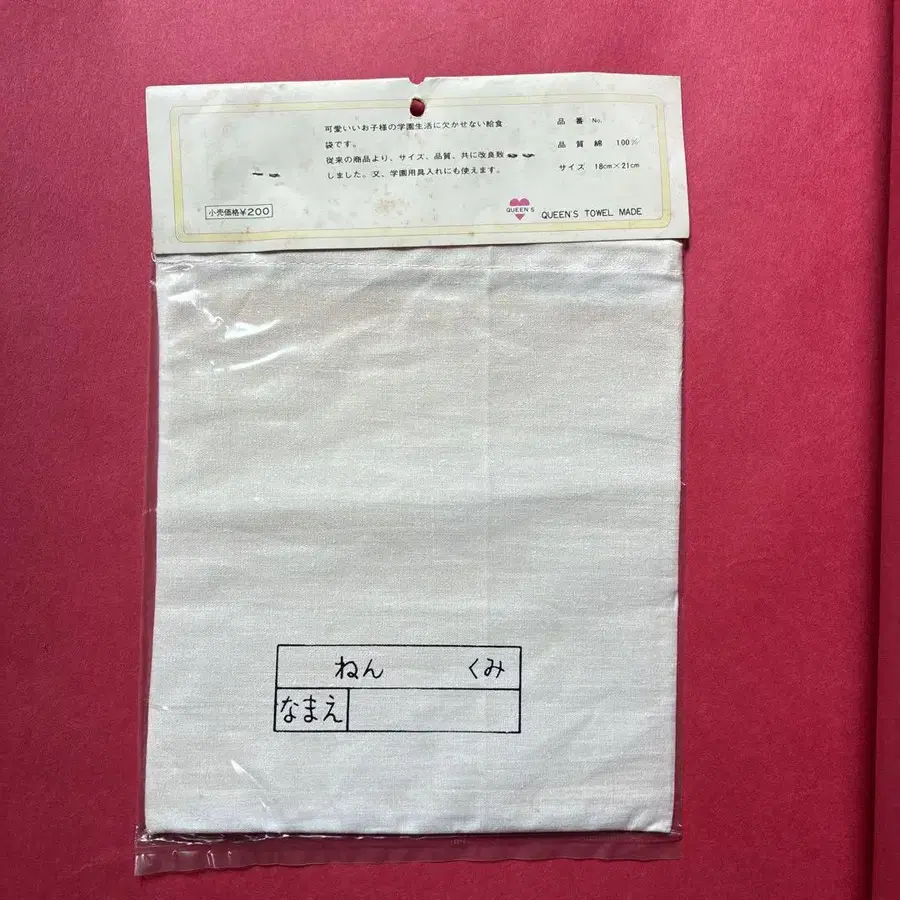 可愛いいお子様の学園生活に欠かせない給食
袋です。
従来の商品より、サイズ、品質、共に改良致
しました。又、学園用具入れにも使えます。
小売価格¥200
品番 No.
品質 綿 100%
サイズ 18cm×21cm
QUEEN'S
QUEEN'S TOWEL MADE
ねん くみ
なまえ